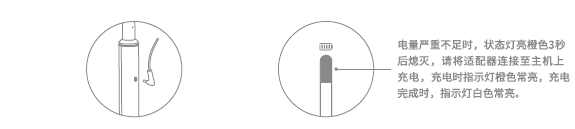 电量严重不足时，状态灯亮橙色3秒
后熄灭，请将适配器连接至主机上
充电，充电时指示灯橙色常亮，充电
完成时，指示灯白色常亮。